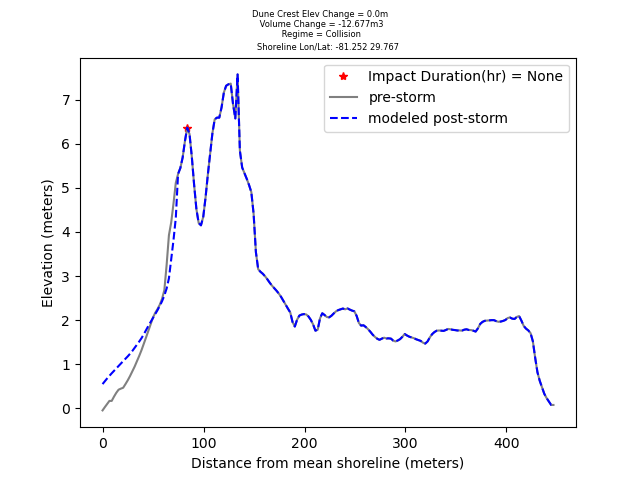 Dune Crest Elev Change = 0.0m
Volume Change = -12.677m3
Regime = Collision
Shoreline Lon/Lat: -81.252 29.767
Impact Duration(hr) = None
pre-storm
modeled post-storm
Elevation (meters)
7
6
5
4
3
2
1
0
0 100 200 300 400
Distance from mean shoreline (meters)